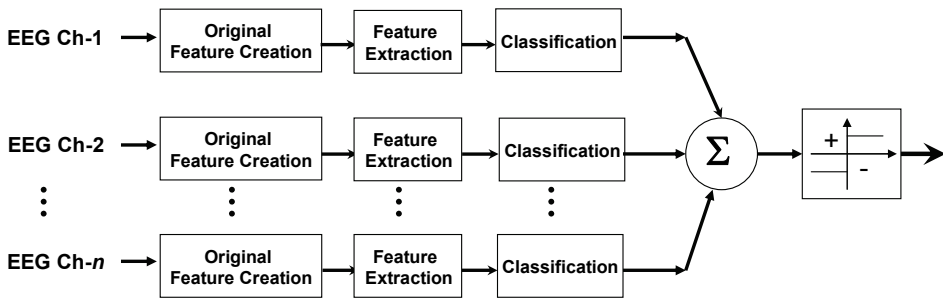 EEG Ch-1
Original
Feature Creation
Feature
Extraction
Classification
EEG Ch-2
Original
Feature Creation
Feature
Extraction
Classification
Σ
+
-
EEG Ch-n
Original
Feature Creation
Feature
Extraction
Classification